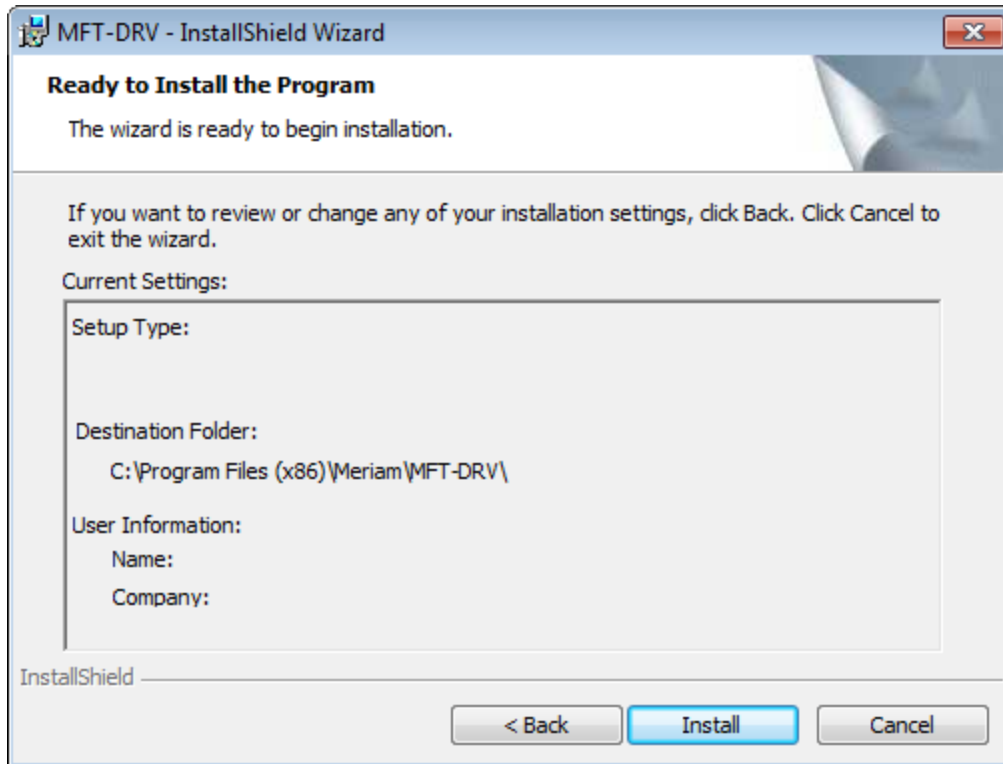 MFT-DRV - InstallShield Wizard
Ready to Install the Program
The wizard is ready to begin installation.
If you want to review or change any of your installation settings, click Back. Click Cancel to
exit the wizard.
Current Settings:
Setup Type:
Destination Folder:
C:\Program Files (x86)\Meriam\MFT-DRV\
User Information:
Name:
Company:
InstallShield
< Back
Install
Cancel